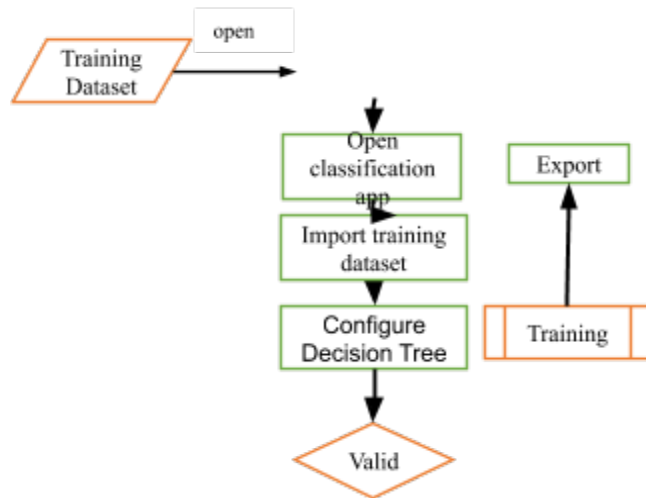 open
Training
Dataset
Open
classification
app
Export
Import training
dataset
Configure
Decision Tree
Training
Valid